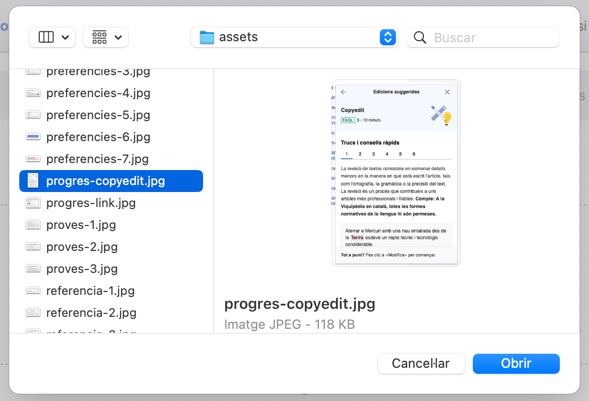 assets
Buscar
preferencies-3.jpg
preferencies-4.jpg
preferencies-5.jpg
preferencies-6.jpg
preferencies-7.jpg
progres-copyedit.jpg
progres-link.jpg
proves-1.jpg
proves-2.jpg
proves-3.jpg
referencia-1.jpg
referencia-2.jpg
Edicions suggerides
Copyedit
FÀCIL 5 - 10 minuts
Trucs i consells ràpids
1 2 3 4 5 6
La revisió de textos consisteix en esmenar detalls
menors en la manera en què està escrit l'article, tals
com l'ortografia, la gramàtica o la precisió del text.
La revisió és un procés que contribueix a uns
articles més professionals i fiables. Compte: A la
Viquipèdia en català, totes les formes
normatives de la llengua hi són permeses.
Aterrar a Mercuri amb una nau enlairada des de
la Terra esdevé un repte tècnic i tecnològic
considerable.
Tot a punt? Fes clic a «Modifica» per començar.
progres-copyedit.jpg
Imatge JPEG - 118 KB
Cancel·lar
Obrir